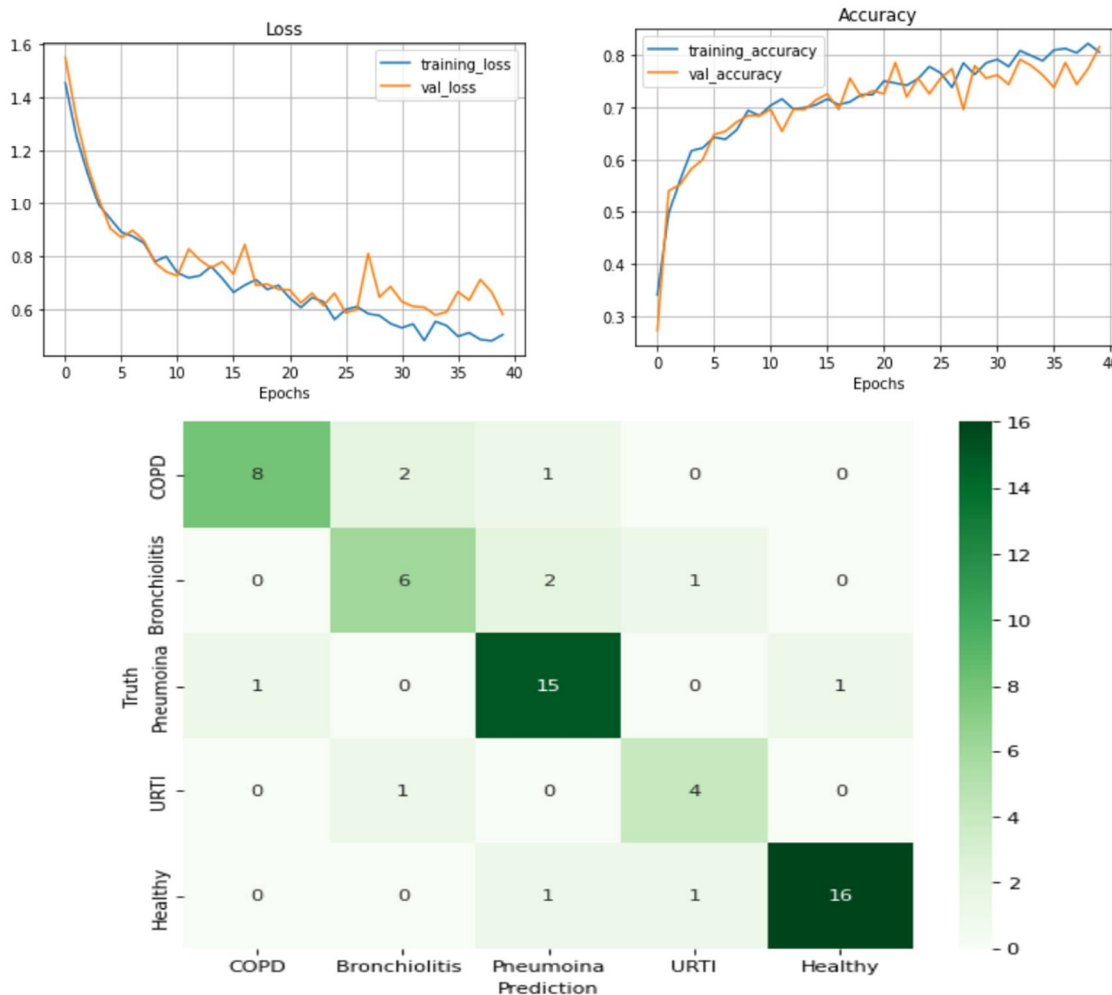 Loss
1.6
1.4
1.2
1.0
0.8
0.6
training_loss
val_loss
0 5 10 15 20 25 30 35 40
Epochs
Accuracy
0.8
0.7
0.6
0.5
0.4
0.3
training_accuracy
val_accuracy
0 5 10 15 20 25 30 35
Epochs
COPD 8 2 1 0 0
Bronchiolitis 0 6 2 1 0
Truth
Pneumoina 1 0 15 0 1
URTI 0 1 0 4 0
Healthy 0 0 1 1 16
COPD Bronchiolitis Pneumoina URTI Healthy
Prediction
16
14
12
10
8
6
4
2
0